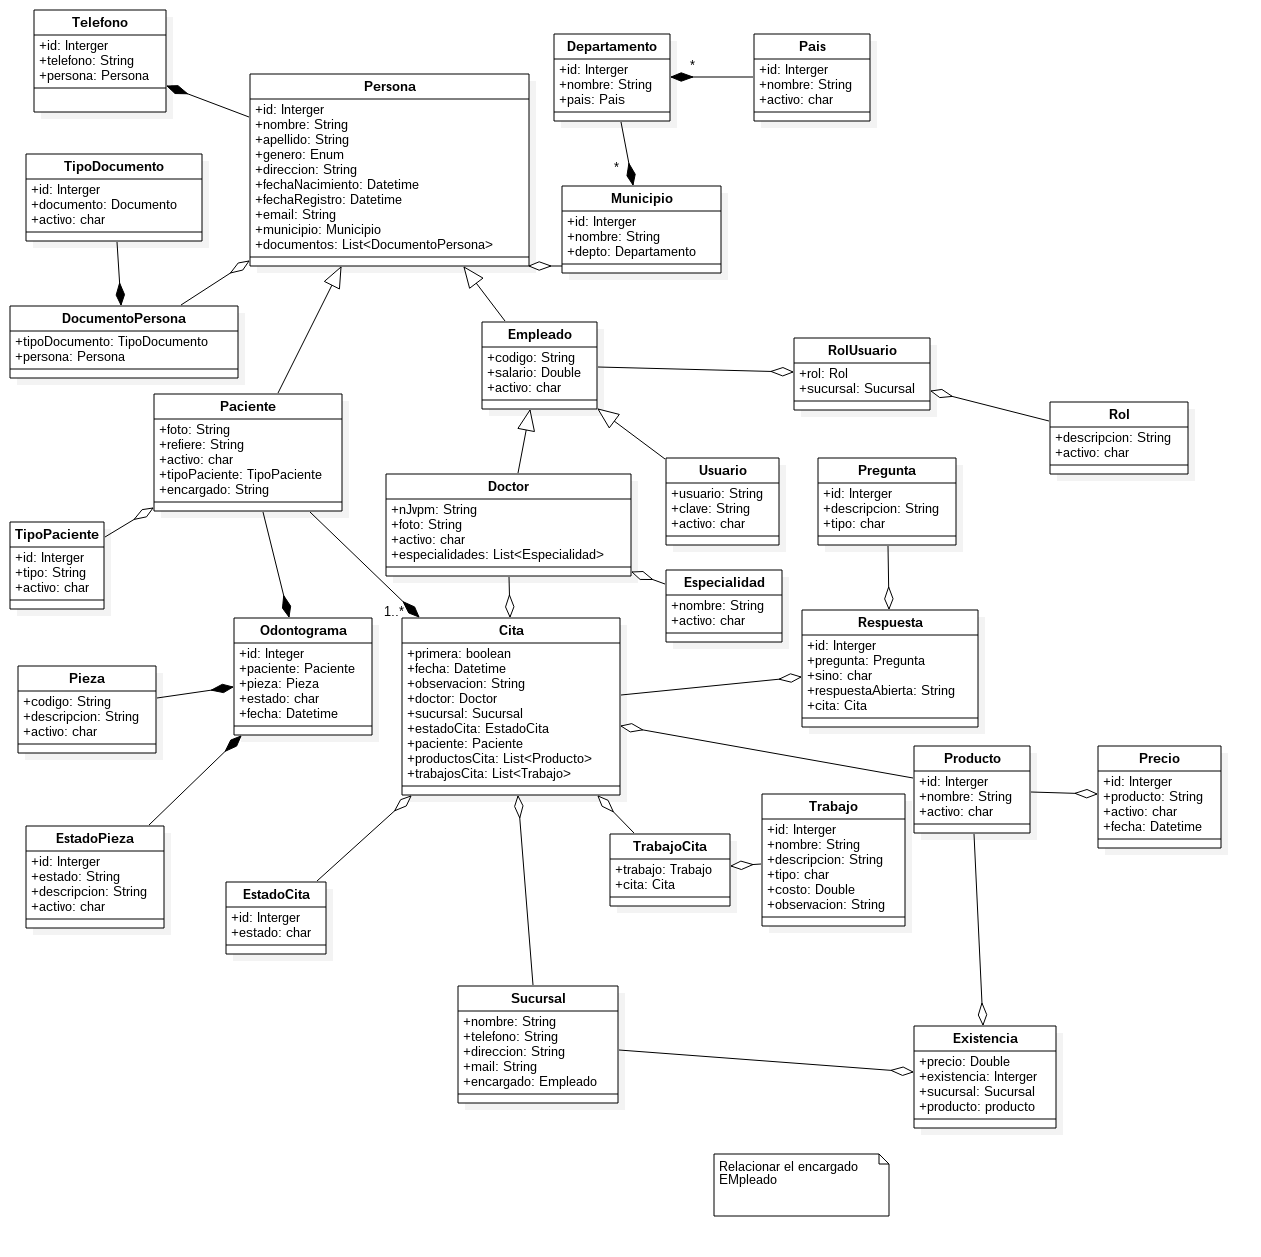 Telefono
+id: Interger
+telefono: String
+persona: Persona
Persona
+id: Interger
+nombre: String
+apellido: String
+genero: Enum
+direccion: String
+fechaNacimiento: Datetime
+fechaRegistro: Datetime
+email: String
+municipio: Municipio
+documentos: List<DocumentoPersona>
Departamento
+id: Interger
+nombre: String
+pais: Pais
*
Pais
+id: Interger
+nombre: String
+activo: char
*
Municipio
+id: Interger
+nombre: String
+depto: Departamento
TipoDocumento
+id: Interger
+documento: Documento
+activo: char
DocumentoPersona
+tipoDocumento: TipoDocumento
+persona: Persona
Empleado
+codigo: String
+salario: Double
+activo: char
RolUsuario
+rol: Rol
+sucursal: Sucursal
Rol
+descripcion: String
+activo: char
Paciente
+foto: String
+refiere: String
+activo: char
+tipoPaciente: TipoPaciente
+encargado: String
Doctor
+nJvpm: String
+foto: String
+activo: char
+especialidades: List<Especialidad>
Usuario
+usuario: String
+clave: String
+activo: char
Pregunta
+id: Interger
+descripcion: String
+tipo: char
TipoPaciente
+id: Interger
+tipo: String
+activo: char
Especialidad
+nombre: String
+activo: char
1..*
Odontograma
+id: Integer
+paciente: Paciente
+pieza: Pieza
+estado: char
+fecha: Datetime
Cita
+primera: boolean
+fecha: Datetime
+observacion: String
+doctor: Doctor
+sucursal: Sucursal
+estadoCita: EstadoCita
+paciente: Paciente
+productosCita: List<Producto>
+trabajosCita: List<Trabajo>
Respuesta
+id: Interger
+pregunta: Pregunta
+sino: char
+respuestaAbierta: String
+cita: Cita
Pieza
+codigo: String
+descripcion: String
+activo: char
Producto
+id: Interger
+nombre: String
+activo: char
Precio
+id: Interger
+producto: String
+activo: char
+fecha: Datetime
EstadoPieza
+id: Interger
+estado: String
+descripcion: String
+activo: char
EstadoCita
+id: Interger
+estado: char
TrabajoCita
+trabajo: Trabajo
+cita: Cita
Trabajo
+id: Interger
+nombre: String
+descripcion: String
+tipo: char
+costo: Double
+observacion: String
Sucursal
+nombre: String
+telefono: String
+direccion: String
+mail: String
+encargado: Empleado
Existencia
+precio: Double
+existencia: Interger
+sucursal: Sucursal
+producto: producto
Relacionar el encargado
EMpleado